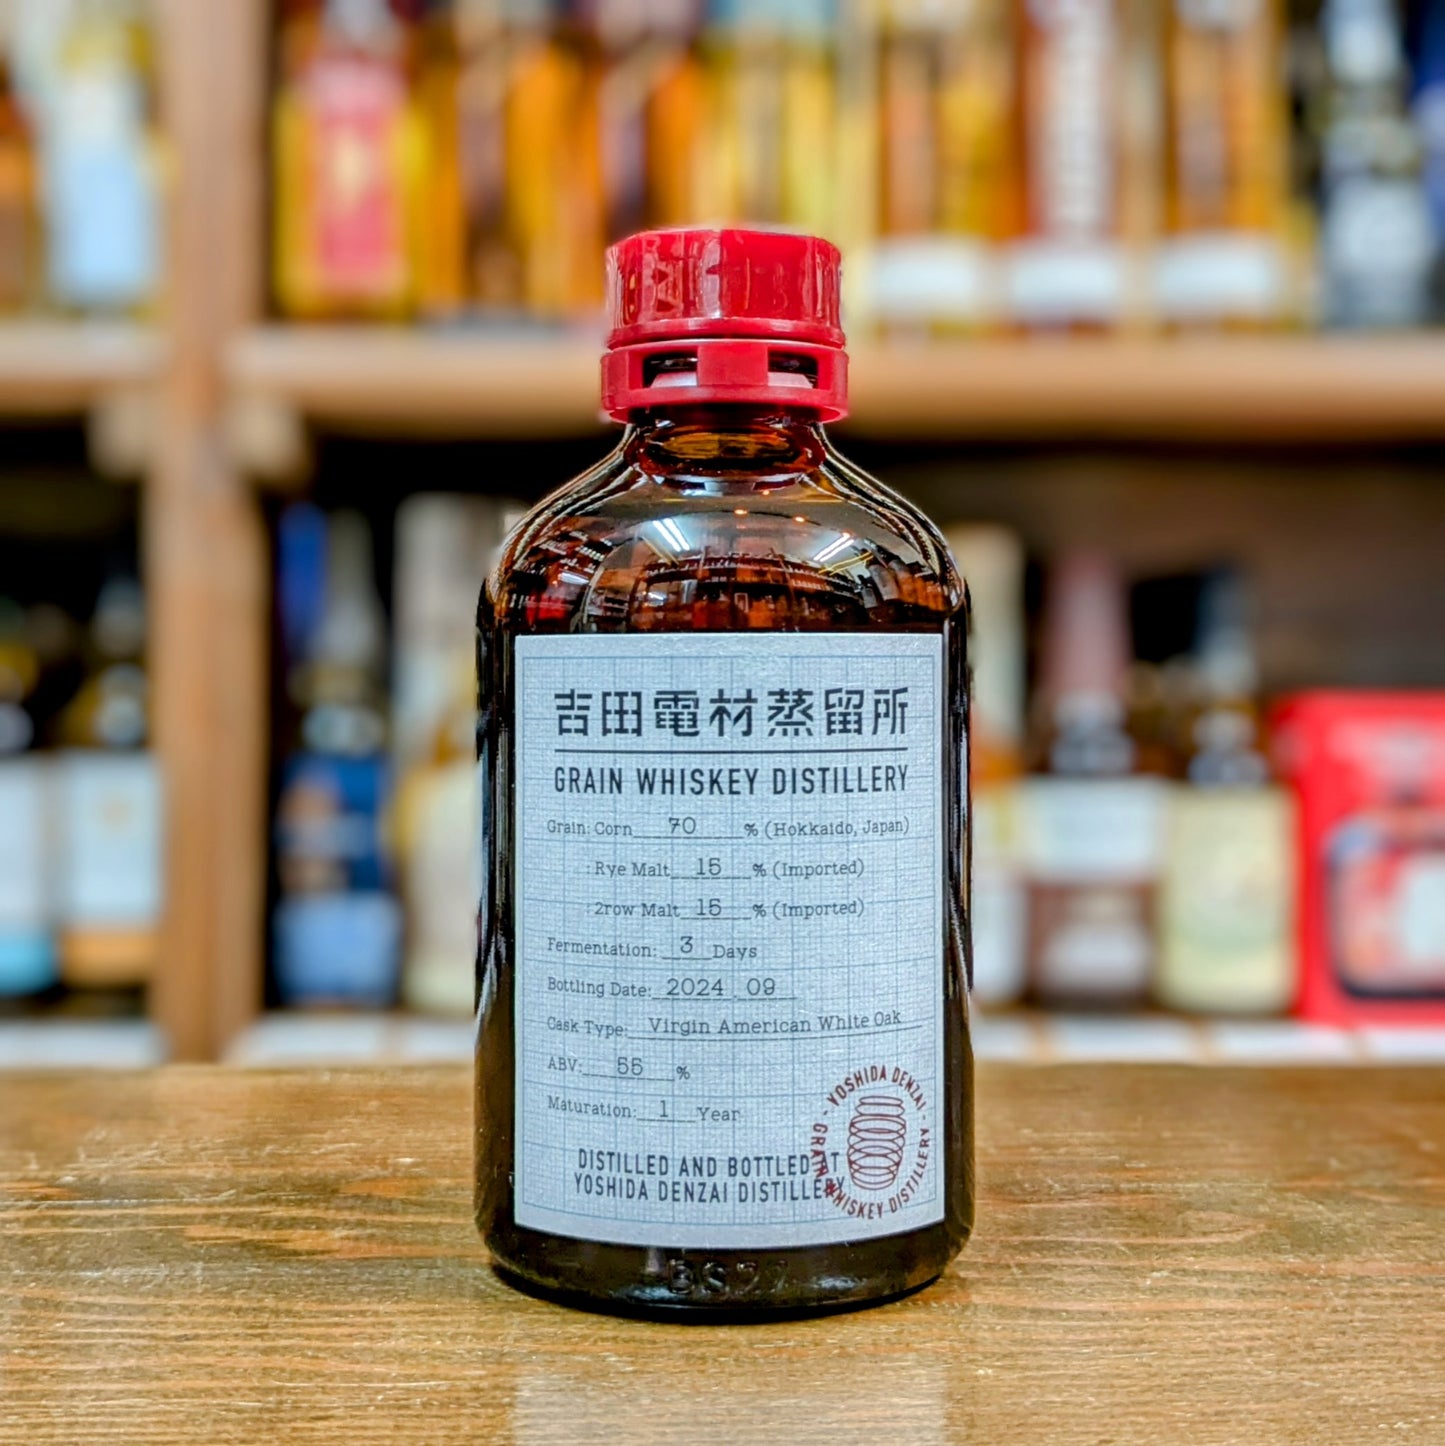 吉田電材蒸留所
GRAIN WHISKEY DISTILLERY
Grain: Corn 70 % (Hokkaido, Japan)
: Rye Malt 15 % (Imported)
: 2row Malt 15 % (Imported)
Fermentation: 3 Days
Bottling Date: 2024 . 09
Cask Type: Virgin American White Oak
ABV: 55 %
Maturation: 1 Year
DISTILLED AND BOTTLED AT
YOSHIDA DENZAI DISTILLERY
- YOSHIDA DENZAI -
GRAIN WHISKEY DISTILLERY